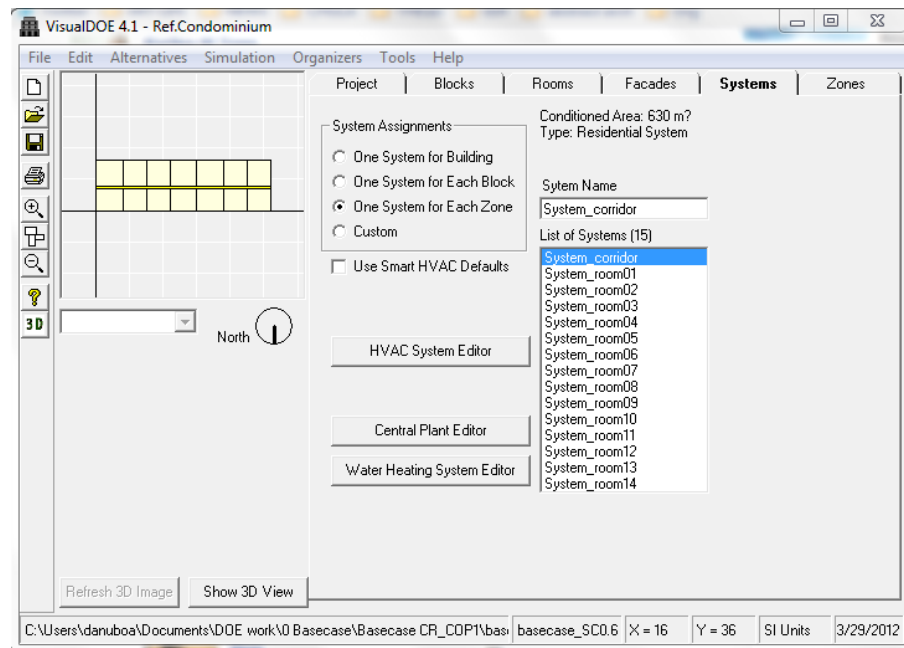 VisualDOE 4.1 - Ref.Condominium
File Edit Alternatives Simulation Organizers Tools Help
Project Blocks Rooms Facades Systems Zones
System Assignments
One System for Building
One System for Each Block
One System for Each Zone
Custom
Use Smart HVAC Defaults
Conditioned Area: 630 m?
Type: Residential System
Sytem Name
System_corridor
List of Systems (15)
System_corridor
System_room01
System_room02
System_room03
System_room04
System_room05
System_room06
System_room07
System_room08
System_room09
System_room10
System_room11
System_room12
System_room13
System_room14
3D
North
HVAC System Editor
Central Plant Editor
Water Heating System Editor
Refresh 3D Image Show 3D View
C:\Users\danuboa\Documents\DOE work\0 Basecase\Basecase CR_COP1\bas basecase_SC0.6 X = 16 Y = 36 SI Units 3/29/2012